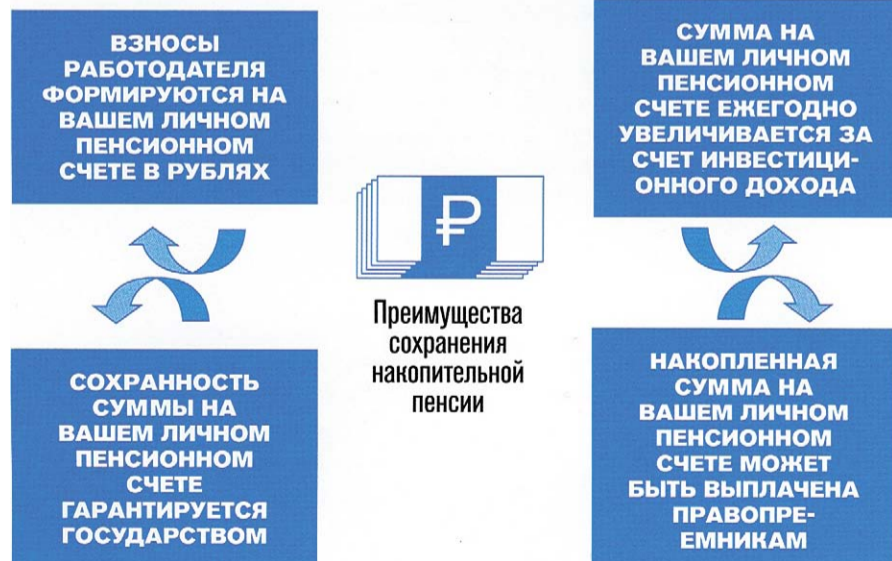 ВЗНОСЫ
РАБОТОДАТЕЛЯ
ФОРМИРУЮТСЯ НА
ВАШЕМ ЛИЧНОМ
ПЕНСИОННОМ
СЧЕТЕ В РУБЛЯХ
СУММА НА
ВАШЕМ ЛИЧНОМ
ПЕНСИОННОМ
СЧЕТЕ ЕЖЕГОДНО
УВЕЛИЧИВАЕТСЯ ЗА
СЧЕТ ИНВЕСТИЦИ-
ОННОГО ДОХОДА
₽
Преимущества
сохранения
накопительной
пенсии
СОХРАННОСТЬ
СУММЫ НА
ВАШЕМ ЛИЧНОМ
ПЕНСИОННОМ
СЧЕТЕ
ГАРАНТИРУЕТСЯ
ГОСУДАРСТВОМ
НАКОПЛЕННАЯ
СУММА НА
ВАШЕМ ЛИЧНОМ
ПЕНСИОННОМ
СЧЕТЕ МОЖЕТ
БЫТЬ ВЫПЛАЧЕНА
ПРАВОПРЕ-
ЕМНИКАМ